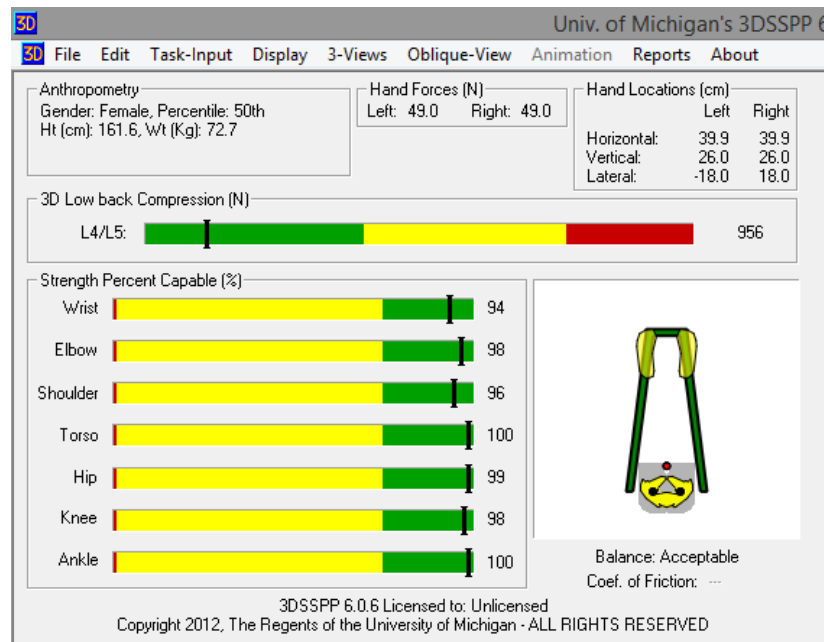 3D Univ. of Michigan's 3DSSPP 6
3D File Edit Task-Input Display 3-Views Oblique-View Animation Reports About
Anthropometry
Gender: Female, Percentile: 50th
Ht (cm): 161.6, Wt (Kg): 72.7
Hand Forces (N)
Left: 49.0 Right: 49.0
Hand Locations (cm)
Left Right
Horizontal: 39.9 39.9
Vertical: 26.0 26.0
Lateral: -18.0 18.0
3D Low back Compression (N)
L4/L5: 956
Strength Percent Capable (%)
Wrist 94
Elbow 98
Shoulder 96
Torso 100
Hip 99
Knee 98
Ankle 100
Balance: Acceptable
Coef. of Friction: ---
3DSSPP 6.0.6 Licensed to: Unlicensed
Copyright 2012, The Regents of the University of Michigan - ALL RIGHTS RESERVED